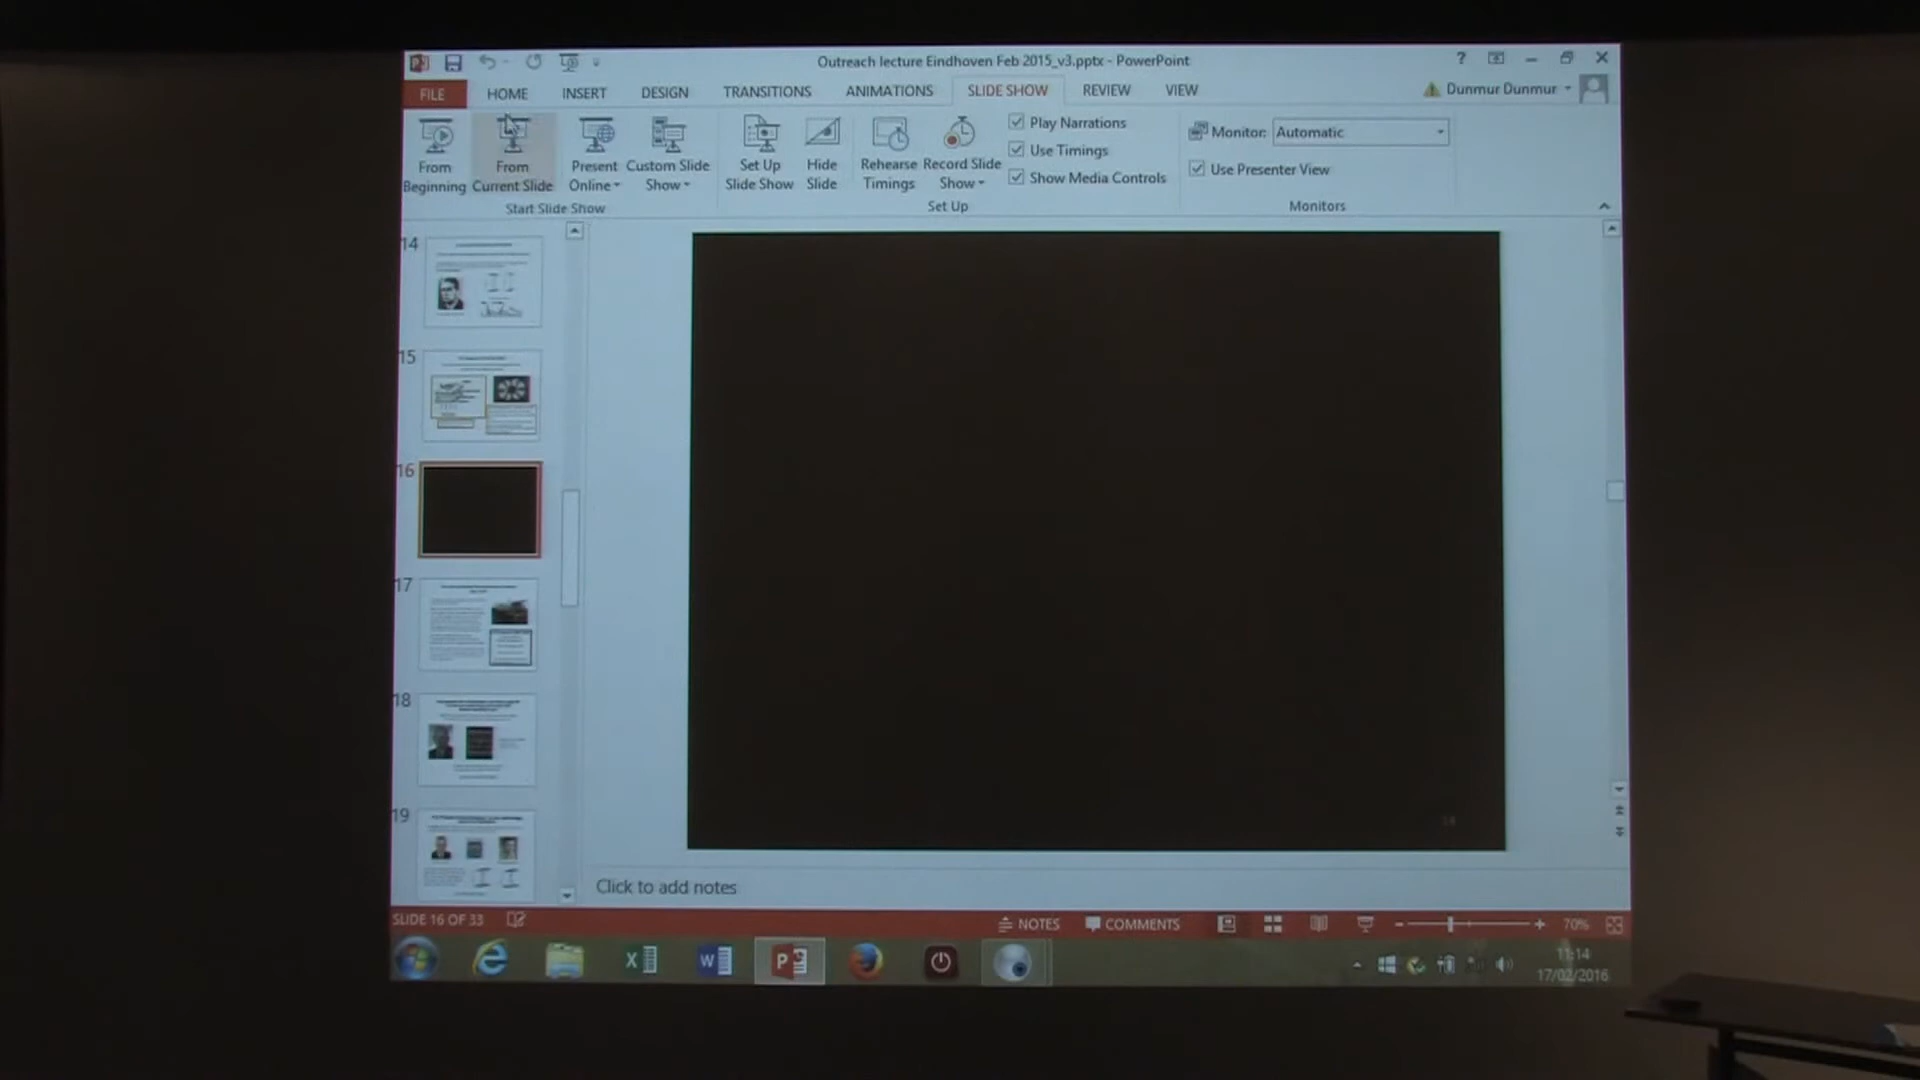 Outreach lecture Eindhoven Feb 2015_v3.pptx - PowerPoint
?
FILE HOME INSERT DESIGN TRANSITIONS ANIMATIONS SLIDE SHOW REVIEW VIEW
Dunmur Dunmur
From
Beginning
From
Current Slide
Present
Online
Custom Slide
Show
Set Up
Slide Show
Hide
Slide
Rehearse
Timings
Record Slide
Show
Play Narrations
Use Timings
Show Media Controls
Monitor: Automatic
Use Presenter View
Start Slide Show
Set Up
Monitors
14
15
16
17
18
19
Click to add notes
SLIDE 16 OF 33
NOTES
COMMENTS
70%
11:14
17/02/2016